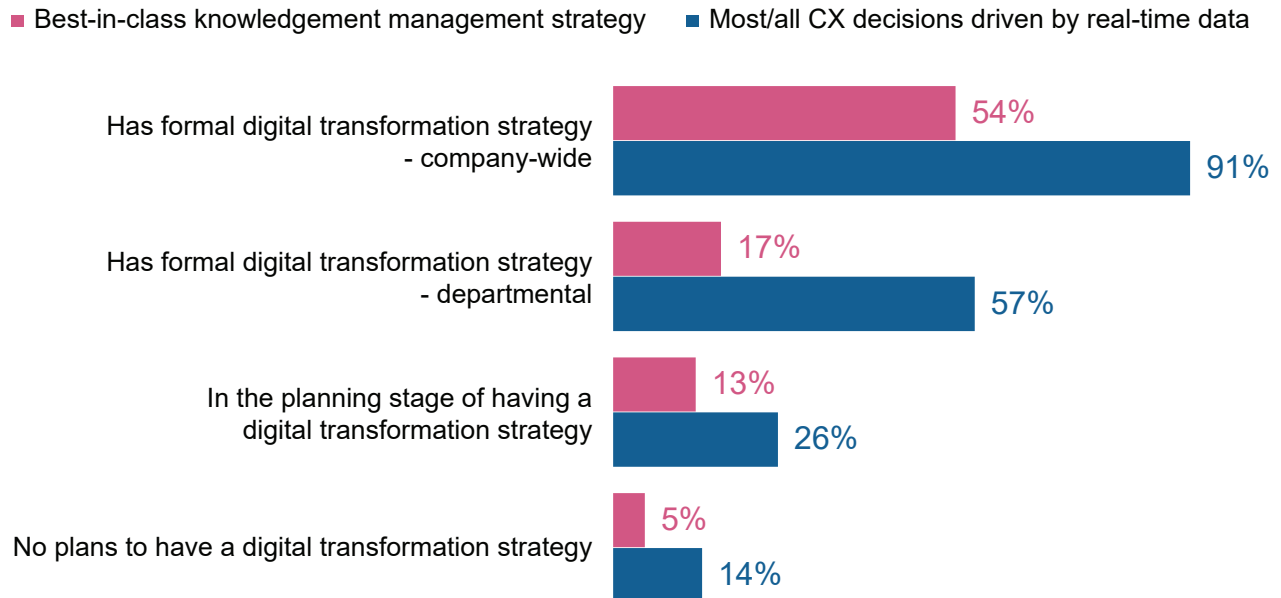 Best-in-class knowledgement management strategy
Most/all CX decisions driven by real-time data
Has formal digital transformation strategy
- company-wide
54%
91%
Has formal digital transformation strategy
- departmental
17%
57%
In the planning stage of having a
digital transformation strategy
13%
26%
No plans to have a digital transformation strategy
5%
14%